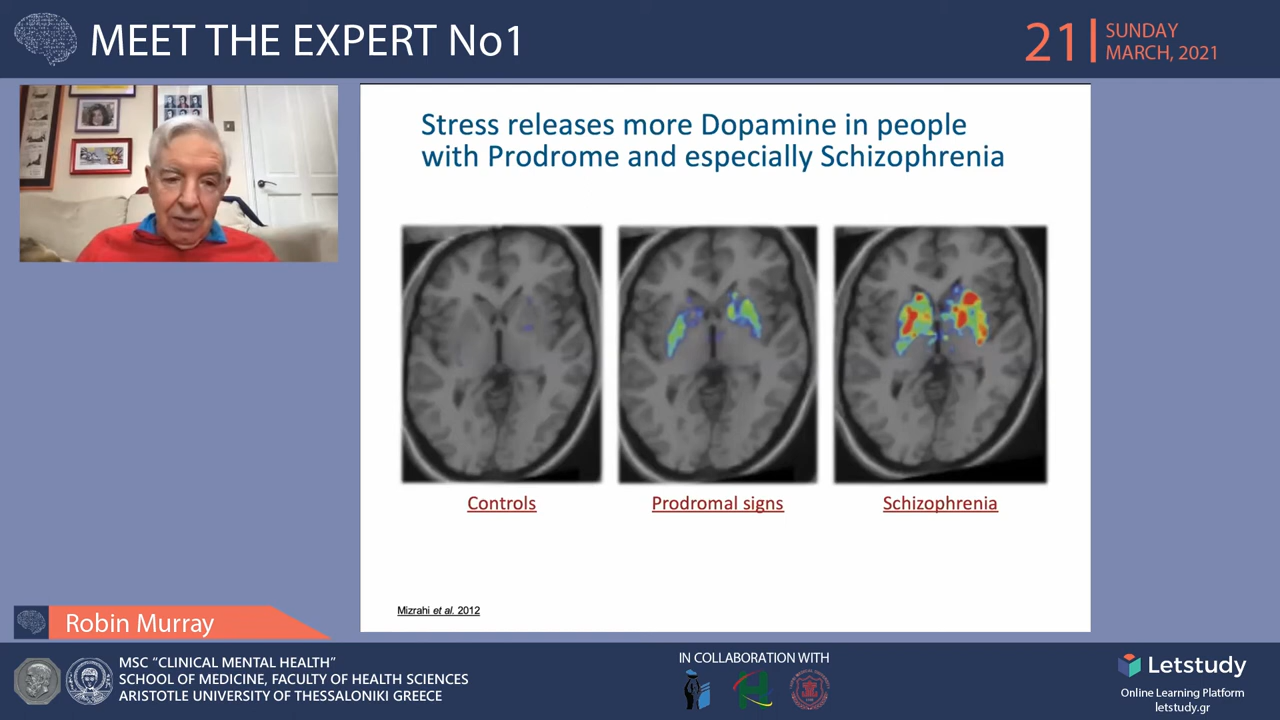 MEET THE EXPERT No1
21
SUNDAY
MARCH, 2021
Stress releases more Dopamine in people
with Prodrome and especially Schizophrenia
Controls
Prodromal signs
Schizophrenia
Mizrahi et al. 2012
Robin Murray
MSC “CLINICAL MENTAL HEALTH”
SCHOOL OF MEDICINE, FACULTY OF HEALTH SCIENCES
ARISTOTLE UNIVERSITY OF THESSALONIKI GREECE
IN COLLABORATION WITH
Letstudy
Online Learning Platform
letstudy.gr